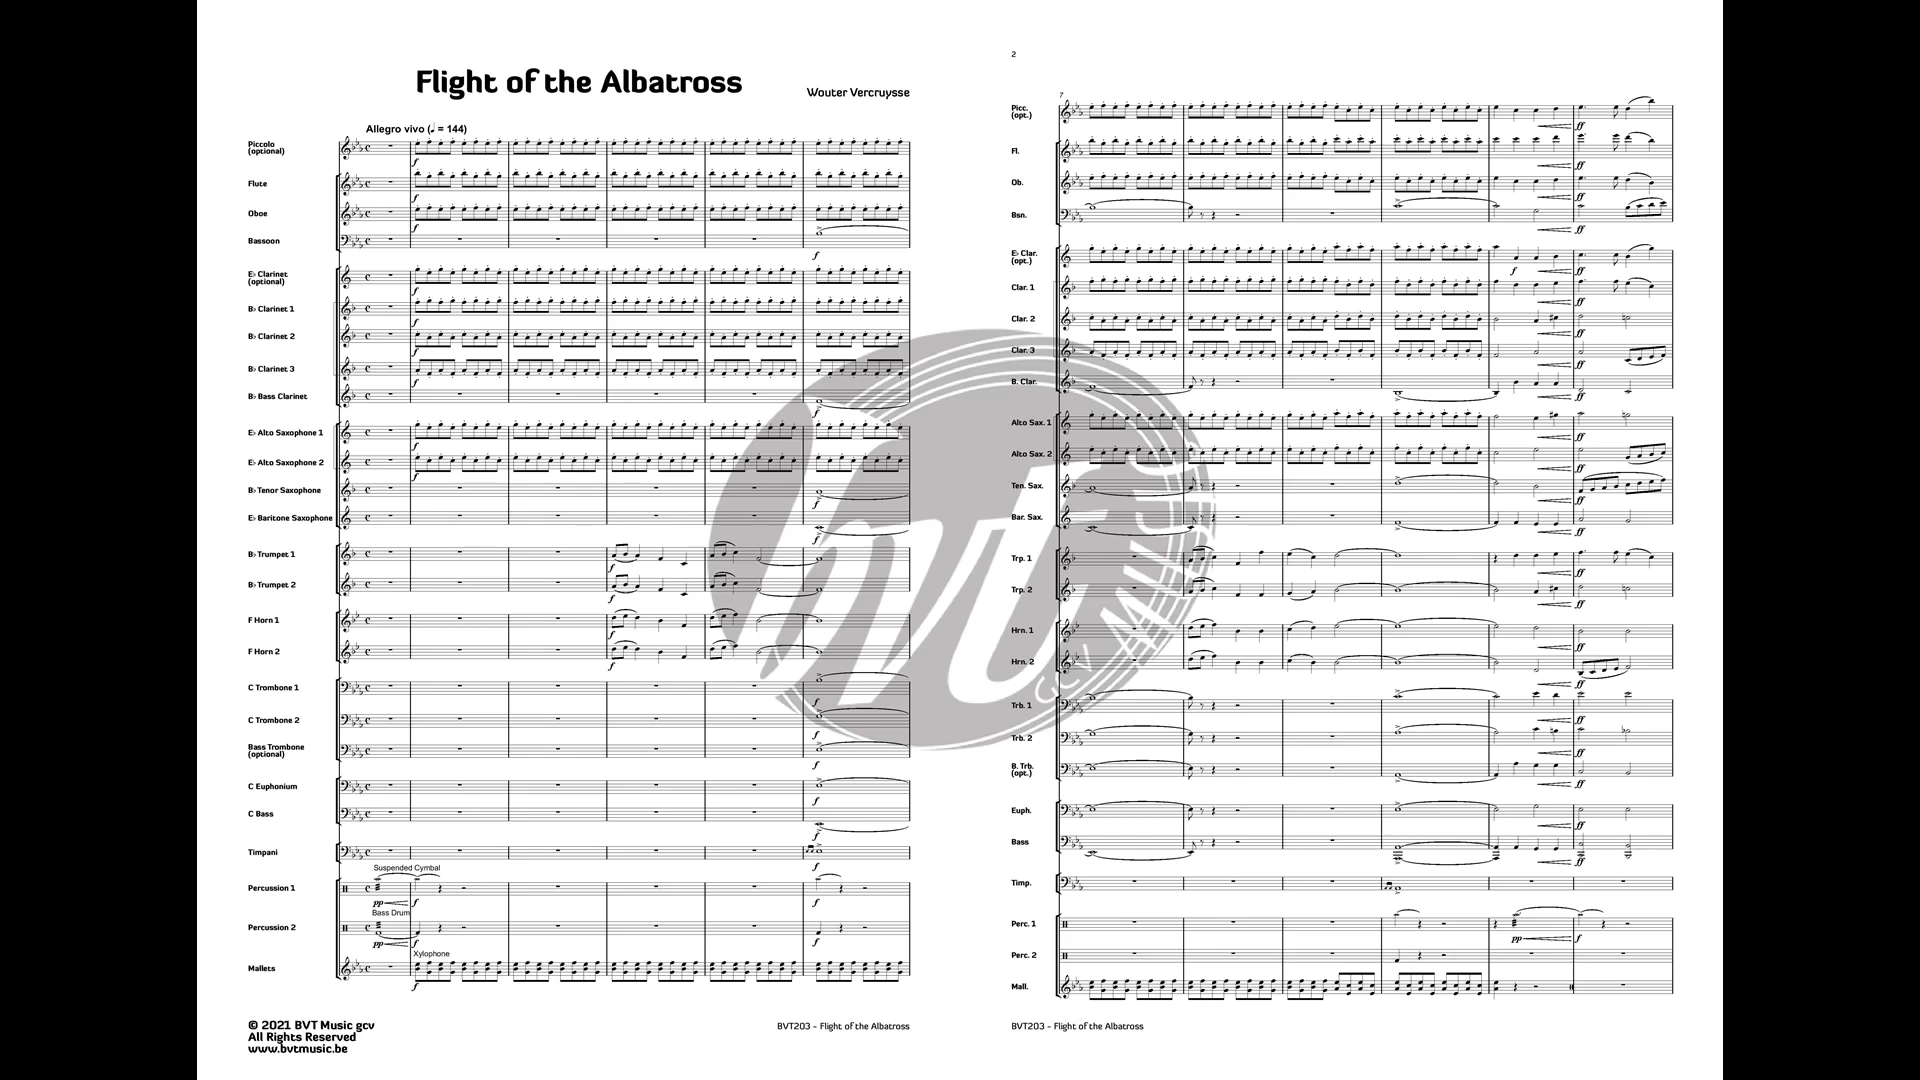 Flight of the Albatross
Wouter Vercruysse
Allegro vivo (♩ = 144)
Piccolo
(optional)
Flute
Oboe
Bassoon
E♭ Clarinet
(optional)
B♭ Clarinet 1
B♭ Clarinet 2
B♭ Clarinet 3
B♭ Bass Clarinet
E♭ Alto Saxophone 1
E♭ Alto Saxophone 2
B♭ Tenor Saxophone
E♭ Baritone Saxophone
B♭ Trumpet 1
B♭ Trumpet 2
F Horn 1
F Horn 2
C Trombone 1
C Trombone 2
Bass Trombone
(optional)
C Euphonium
C Bass
Timpani
Suspended Cymbal
Percussion 1
pp f f
Bass Drum
Percussion 2
pp f f
Xylophone
Mallets
f
© 2021 BVT Music gcv
All Rights Reserved
www.bvtmusic.be
BVT203 - Flight of the Albatross
2
7
Picc.
(opt.)
Fl.
Ob.
Bsn.
E♭ Clar.
(opt.)
Clar. 1
Clar. 2
Clar. 3
B. Clar.
Alto Sax. 1
Alto Sax. 2
Ten. Sax.
Bar. Sax.
Trp. 1
Trp. 2
Hrn. 1
Hrn. 2
Trb. 1
Trb. 2
B. Trb.
(opt.)
Euph.
Bass
Timp.
Perc. 1
pp f
Perc. 2
Mall.
BVT203 - Flight of the Albatross
bvt MUSIC GCV